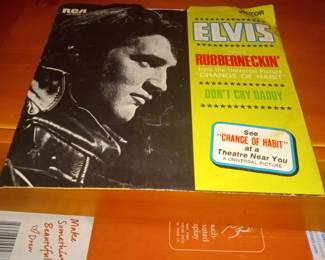 RCA
VICTOR
ELVIS
RUBBERNECKIN'
from the Universal Picture
"CHANGE OF HABIT"
DON'T CRY DADDY
See
"CHANGE OF HABIT"
at a
Theatre Near You
A UNIVERSAL PICTURE
Make
Something
Beautiful
Drew